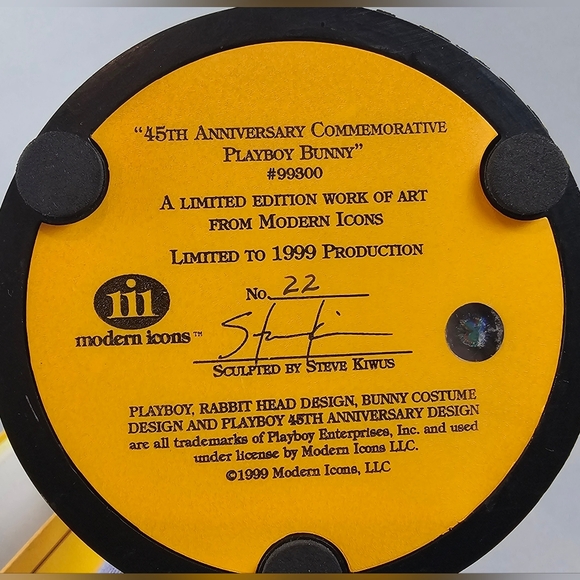 “45TH ANNIVERSARY COMMEMORATIVE
PLAYBOY BUNNY”
#99300
A LIMITED EDITION WORK OF ART
FROM MODERN ICONS
LIMITED TO 1999 PRODUCTION
No. 22
modern icons™
SCULPTED BY STEVE KIWUS
PLAYBOY, RABBIT HEAD DESIGN, BUNNY COSTUME
DESIGN AND PLAYBOY 45TH ANNIVERSARY DESIGN
are all trademarks of Playboy Enterprises, Inc. and used
under license by Modern Icons LLC.
©1999 Modern Icons, LLC